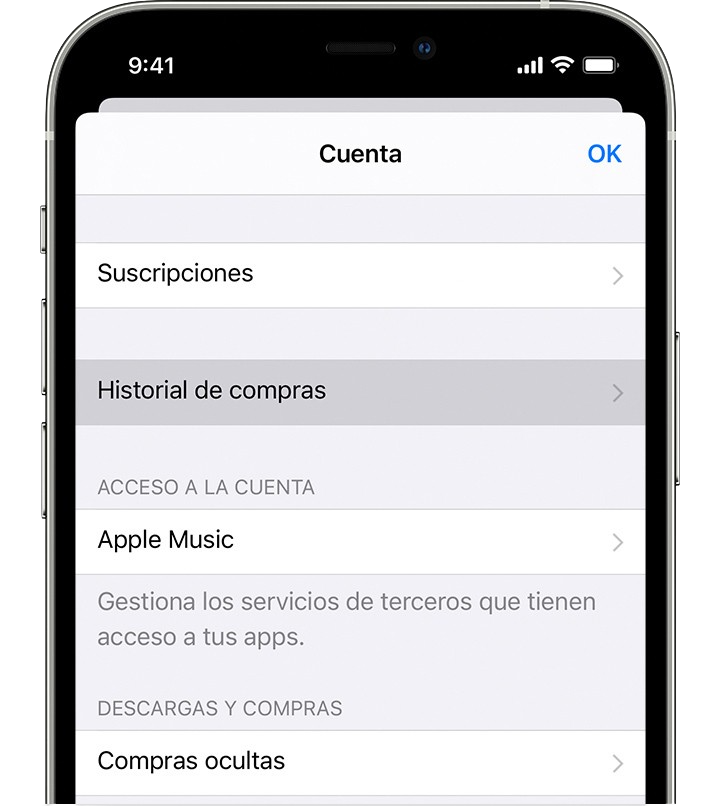 9:41
Cuenta
OK
Suscripciones
Historial de compras
ACCESO A LA CUENTA
Apple Music
Gestiona los servicios de terceros que tienen
acceso a tus apps.
DESCARGAS Y COMPRAS
Compras ocultas